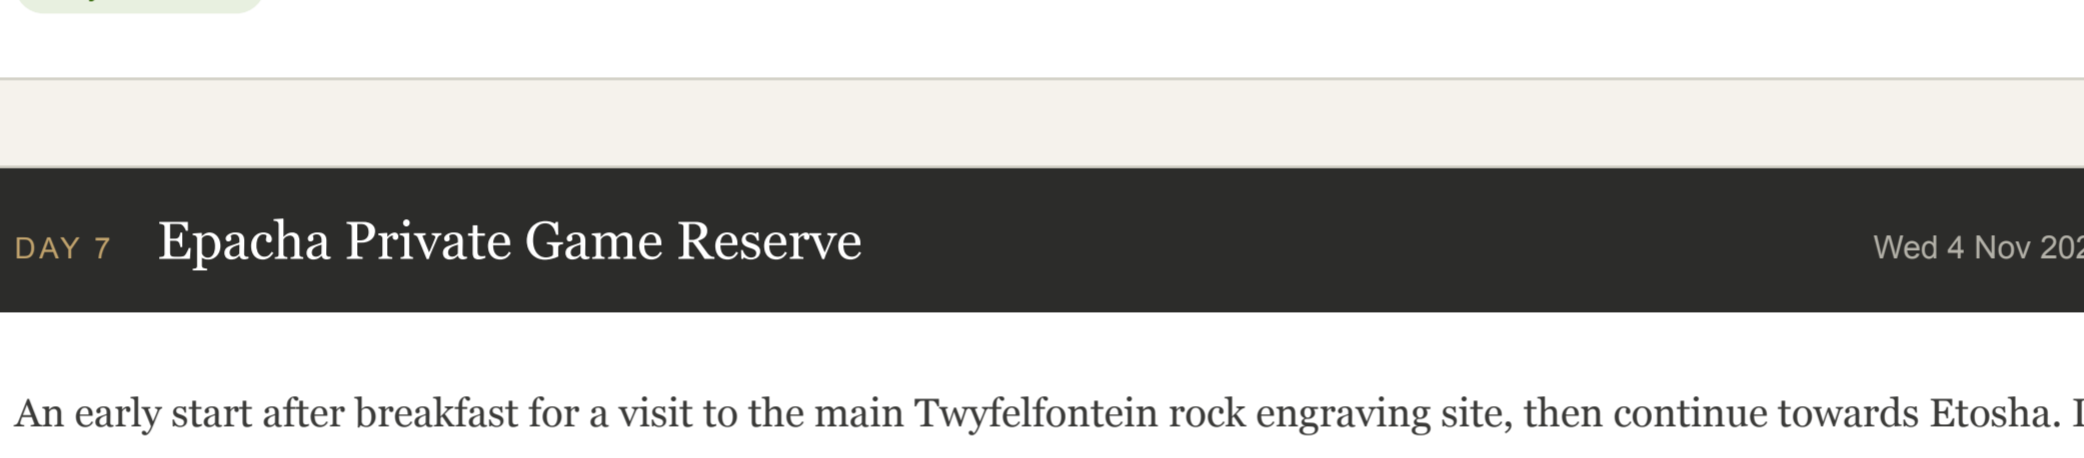 DAY 7 Epacha Private Game Reserve Wed 4 Nov 202
An early start after breakfast for a visit to the main Twyfelfontein rock engraving site, then continue towards Etosha.